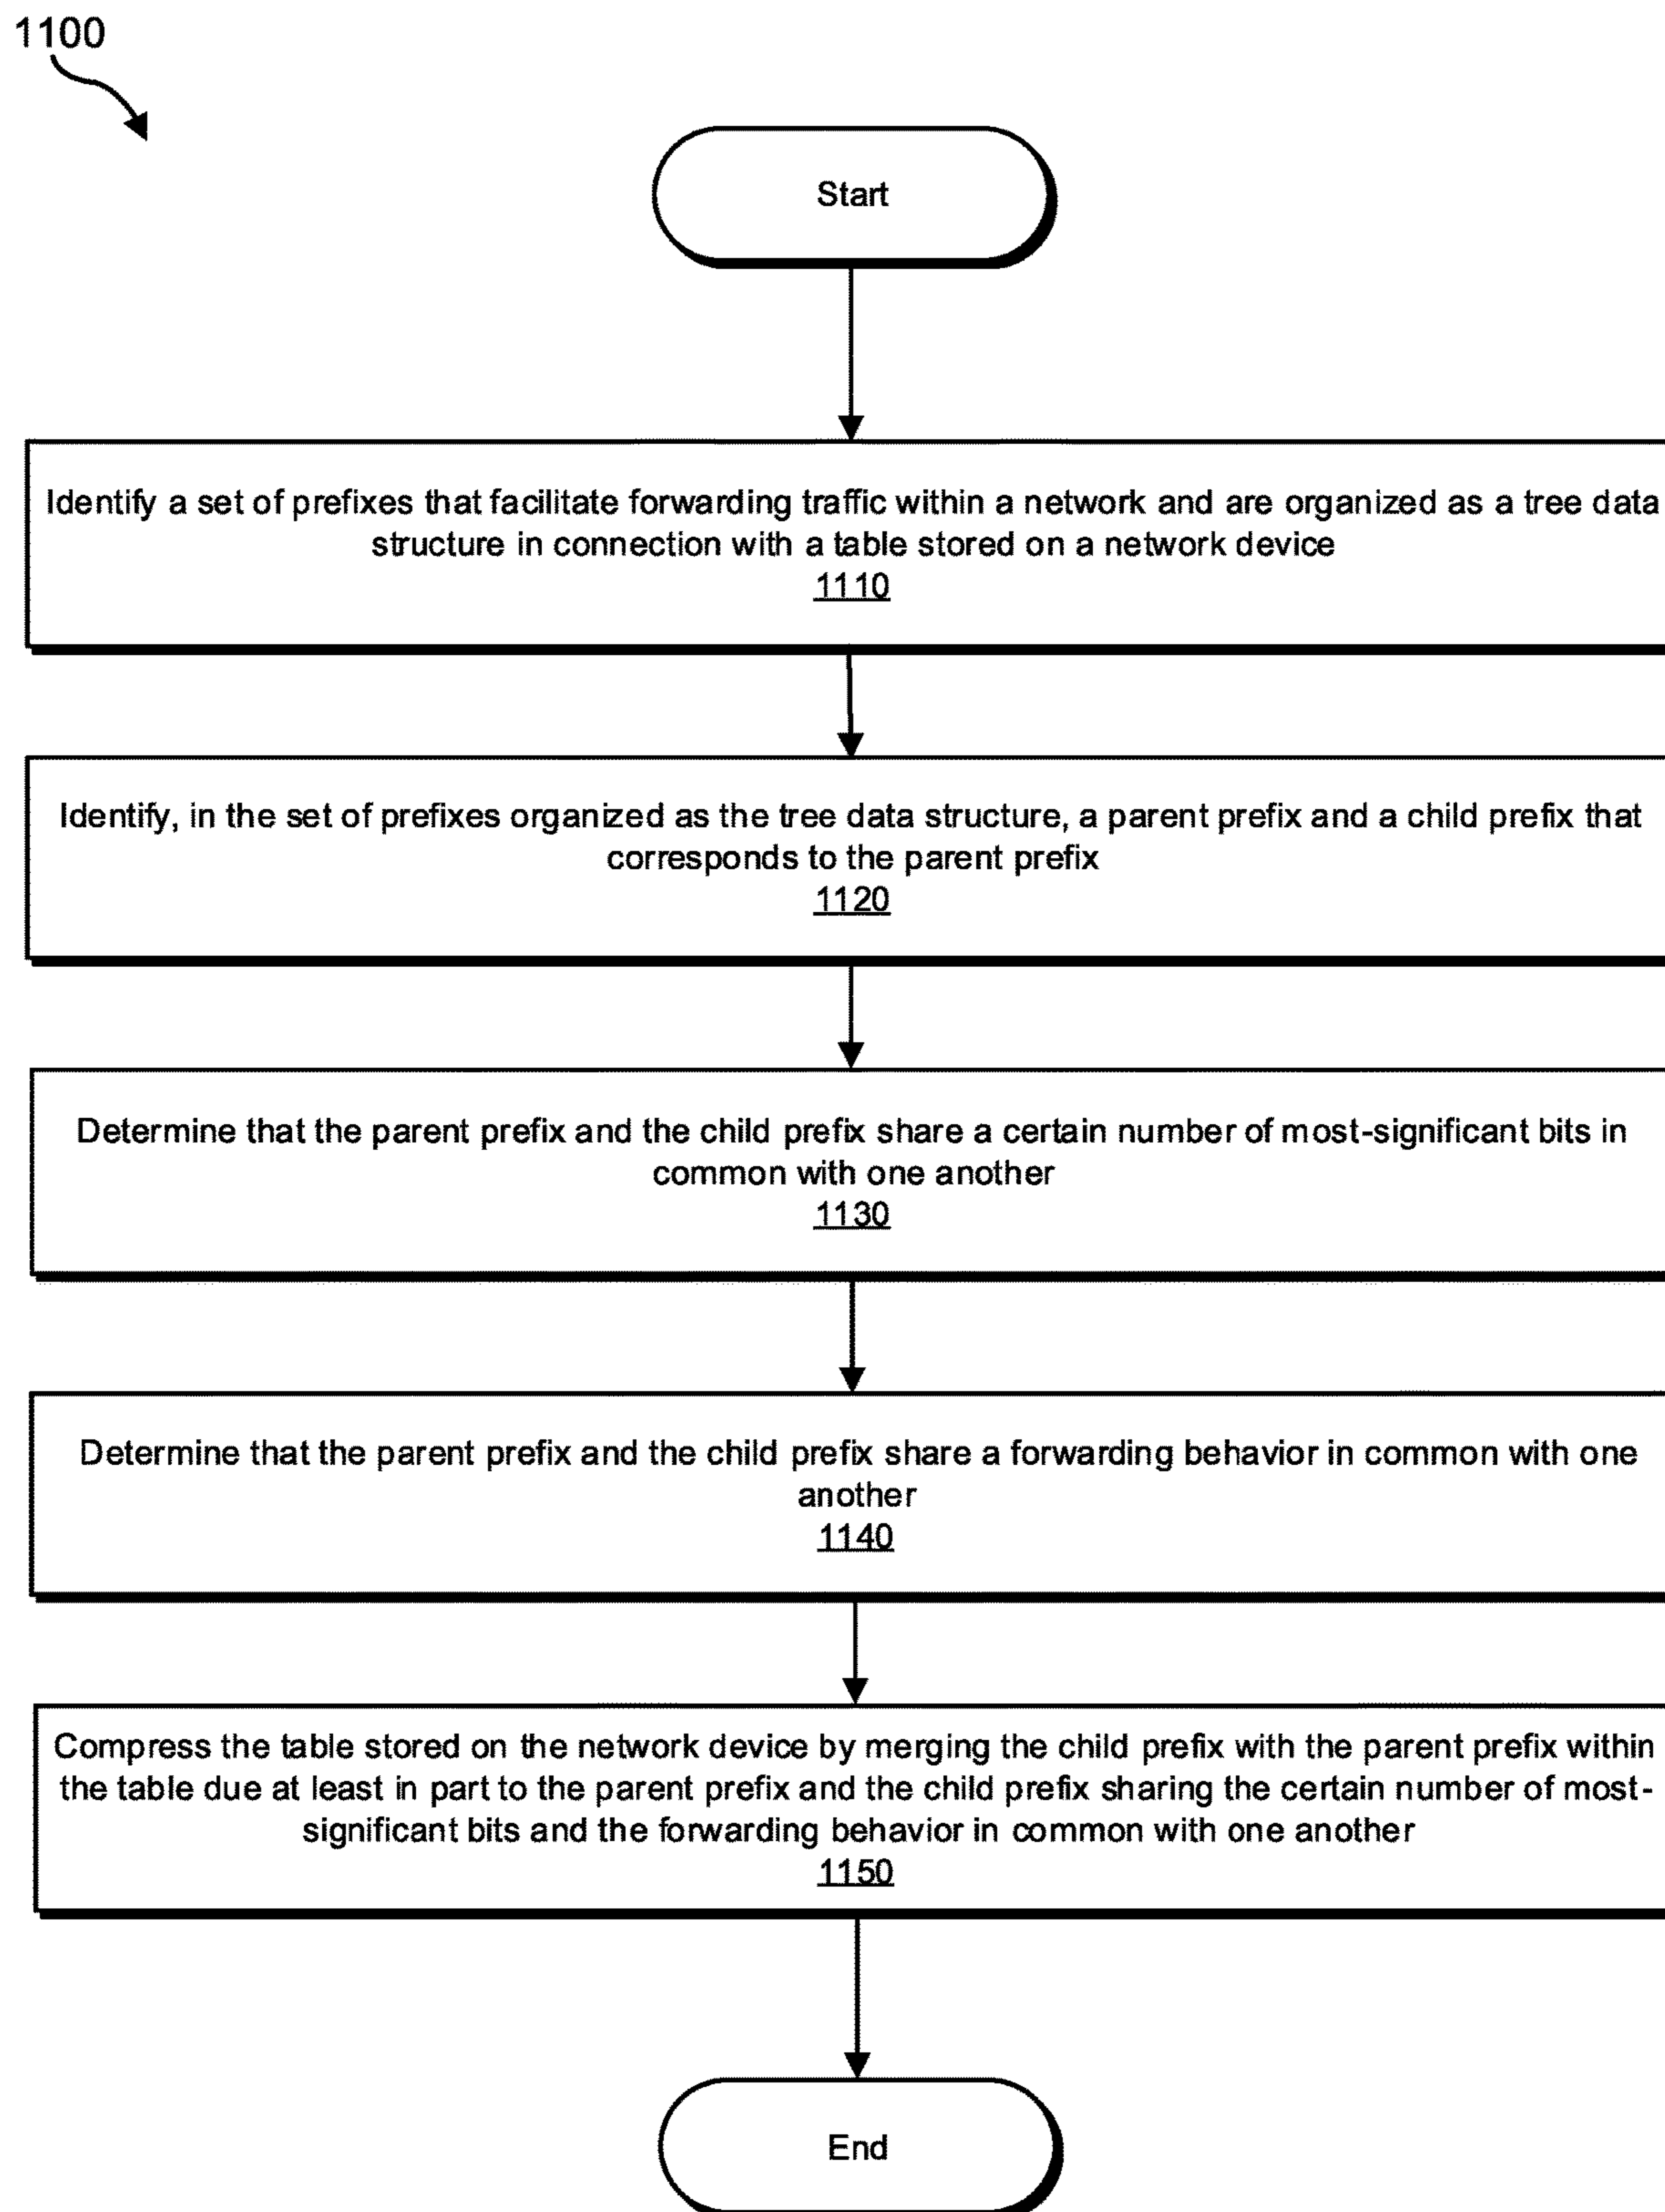 1100
Start
Identify a set of prefixes that facilitate forwarding traffic within a network and are organized as a tree data
structure in connection with a table stored on a network device
1110
Identify, in the set of prefixes organized as the tree data structure, a parent prefix and a child prefix that
corresponds to the parent prefix
1120
Determine that the parent prefix and the child prefix share a certain number of most-significant bits in
common with one another
1130
Determine that the parent prefix and the child prefix share a forwarding behavior in common with one
another
1140
Compress the table stored on the network device by merging the child prefix with the parent prefix within
the table due at least in part to the parent prefix and the child prefix sharing the certain number of most-
significant bits and the forwarding behavior in common with one another
1150
End